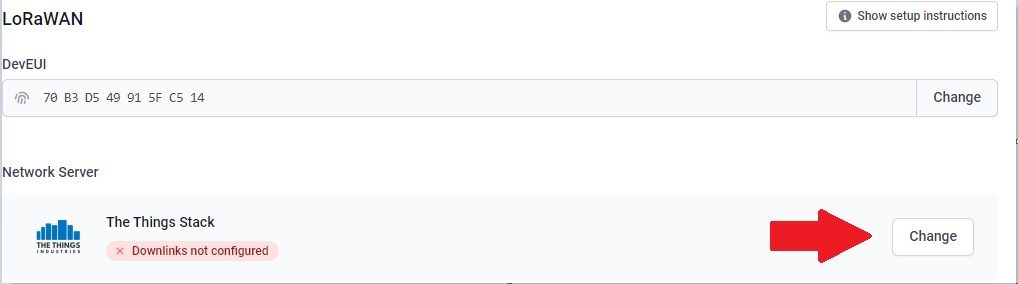 LoRaWAN
Show setup instructions
DevEUI
70 B3 D5 49 91 5F C5 14
Change
Network Server
The Things Stack
THE THINGS
INDUSTRIES
Downlinks not configured
Change